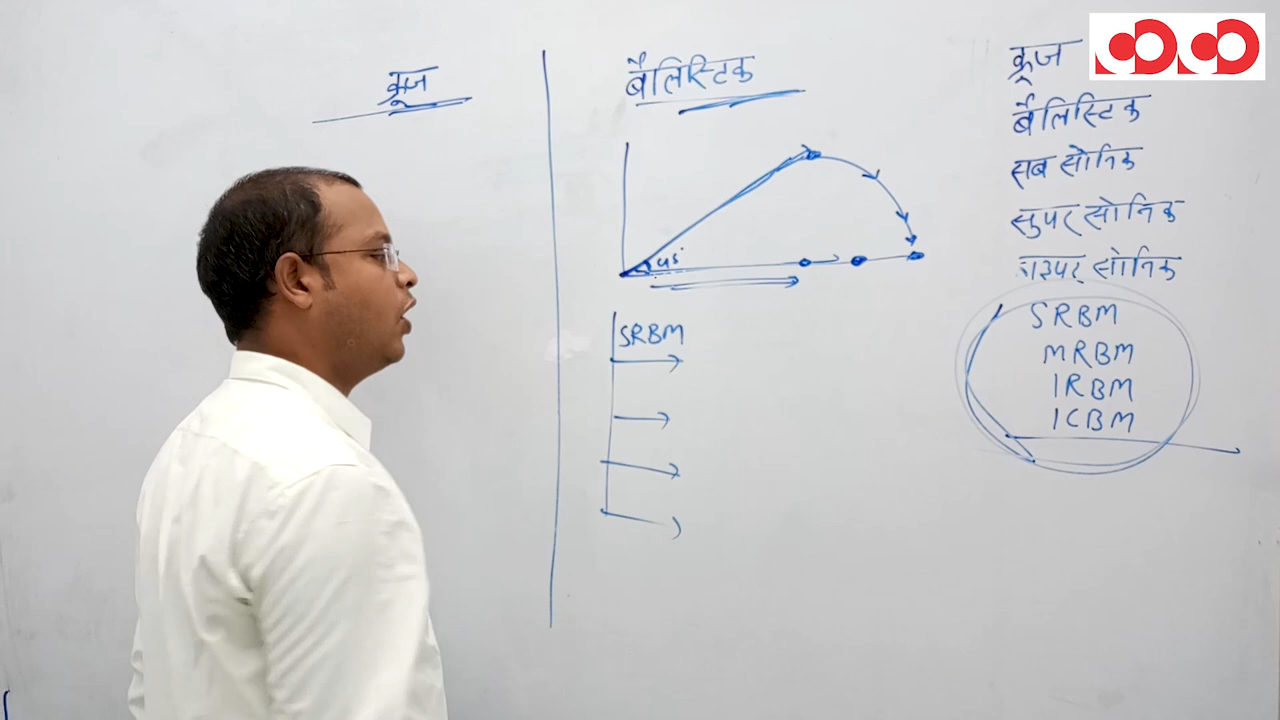 क्रूज
बैलिस्टिक
45°
SRBM
क्रूज
बैलिस्टिक
सब सोनिक
सुपर सोनिक
हाइपर सोनिक
SRBM
MRBM
IRBM
ICBM